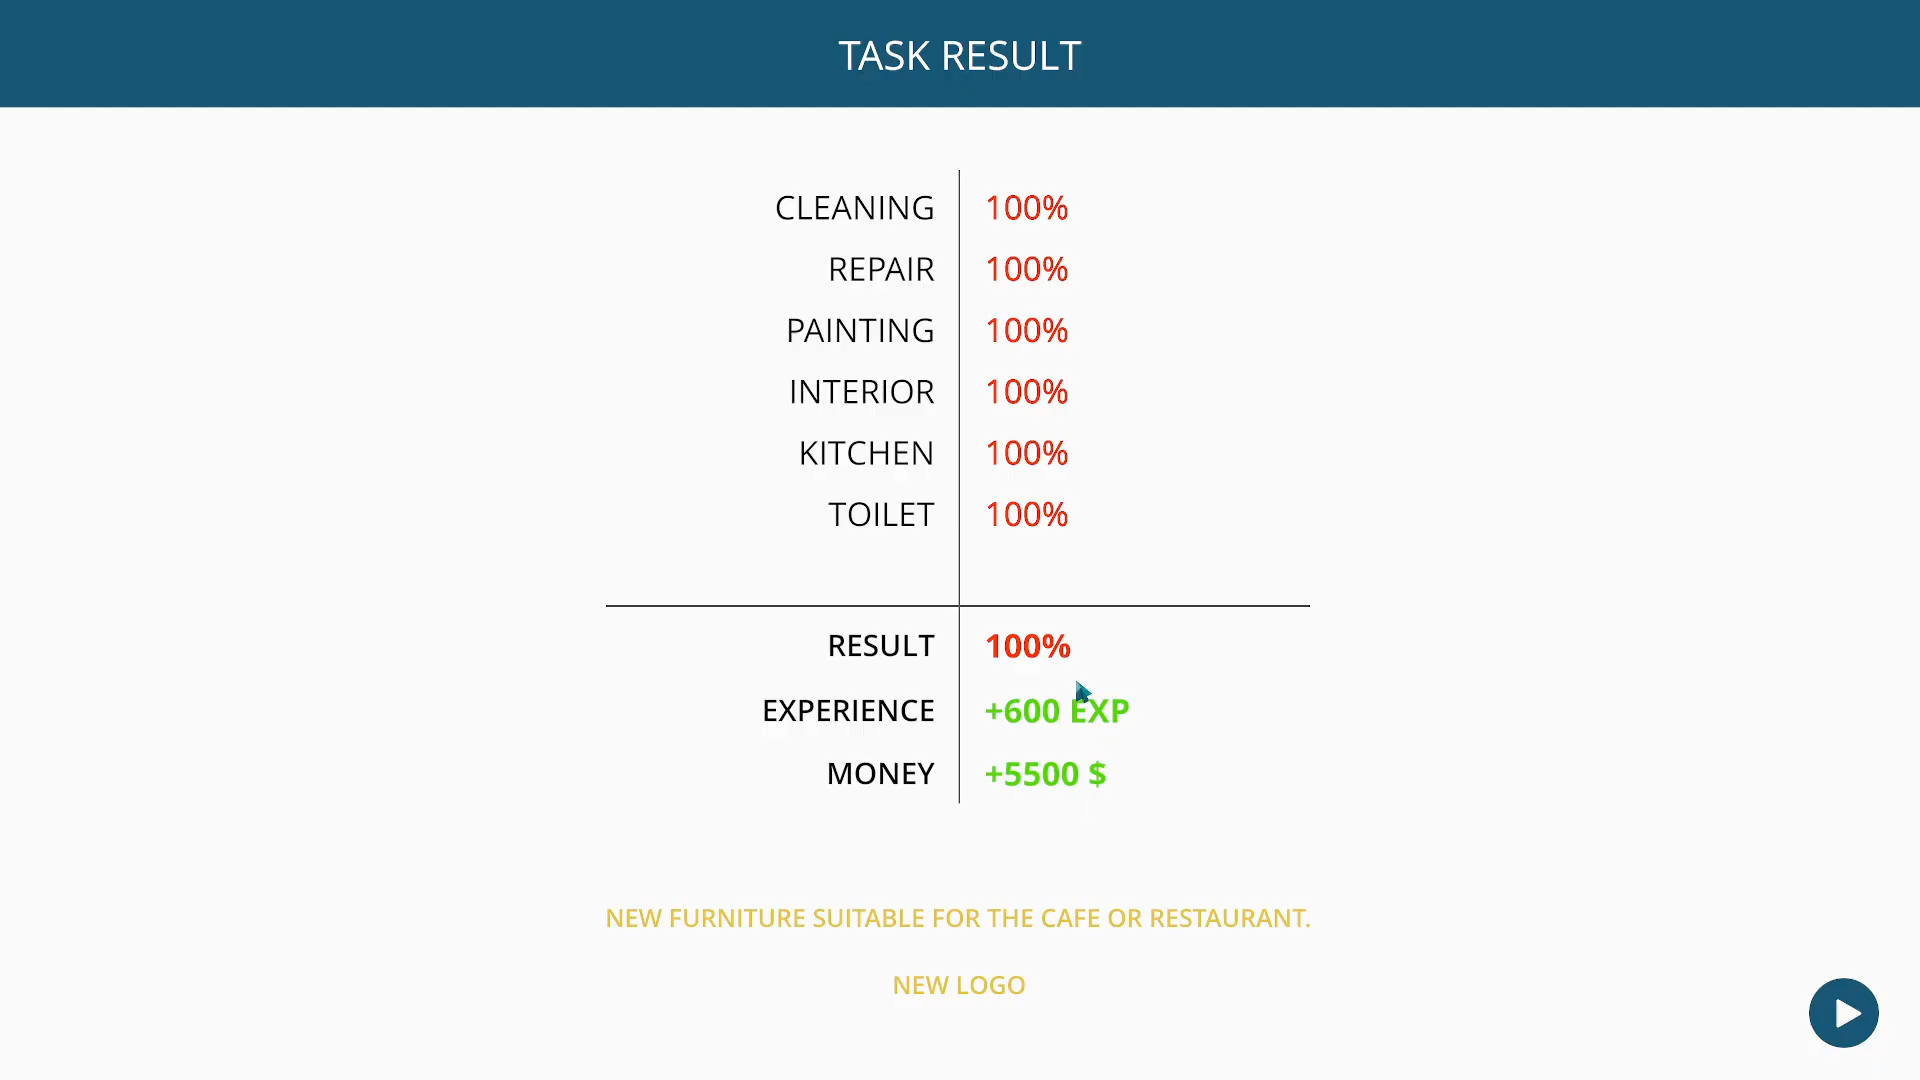 TASK RESULT
CLEANING 100%
REPAIR 100%
PAINTING 100%
INTERIOR 100%
KITCHEN 100%
TOILET 100%
RESULT 100%
EXPERIENCE +600 EXP
MONEY +5500 $
NEW FURNITURE SUITABLE FOR THE CAFE OR RESTAURANT.
NEW LOGO